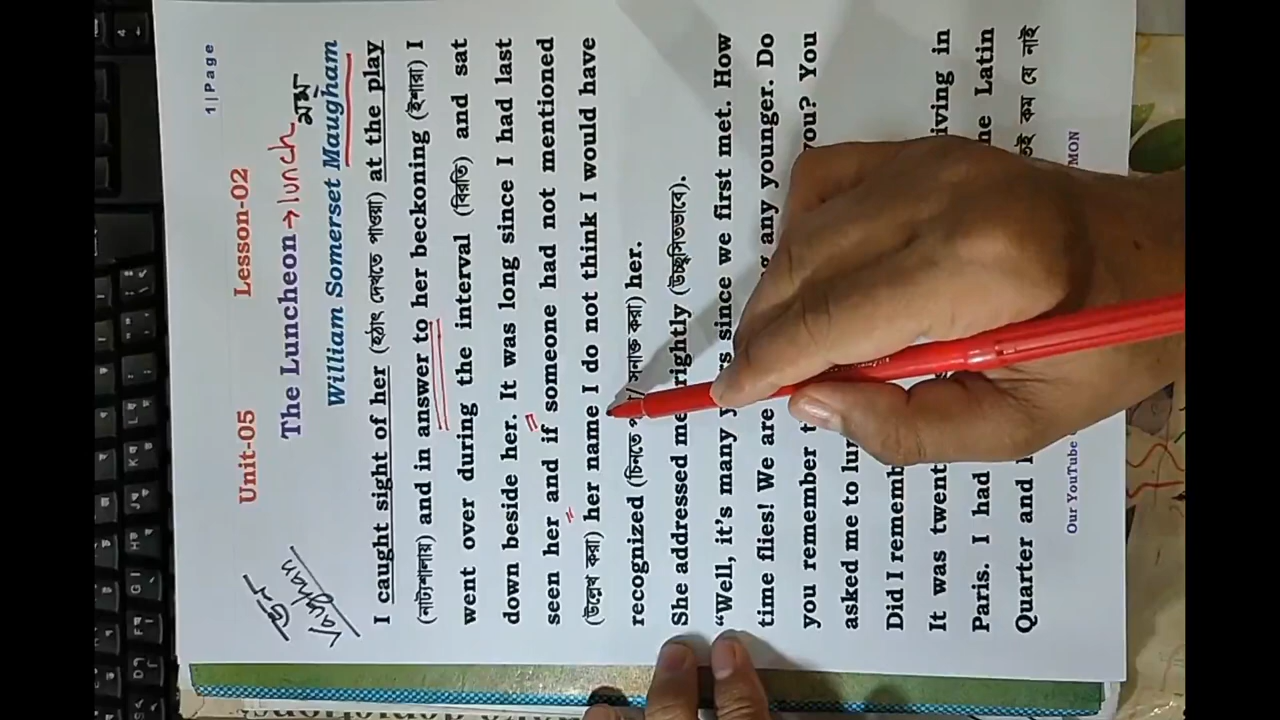 1|Page
Unit-05 Lesson-02
The Luncheon → lunch
William Somerset Maugham মম
Vaughan
I caught sight of her (হঠাৎ দেখতে পাওয়া) at the play
(নাট্যশালায়) and in answer to her beckoning (ইশারা) I
went over during the interval (বিরতি) and sat
down beside her. It was long since I had last
seen her and if someone had not mentioned
(উল্লেখ করা) her name I do not think I would have
recognized (চিনতে সনাক্ত করা) her.
She addressed me rightly (উচ্ছ্বসিতভাবে).
“Well, it’s many since we first met. How
time flies! We are any younger. Do
you remember you? You
asked me to
Did I
It was living in
Paris. I had the Latin
Quarter and কম যে নাই
Our YouTube